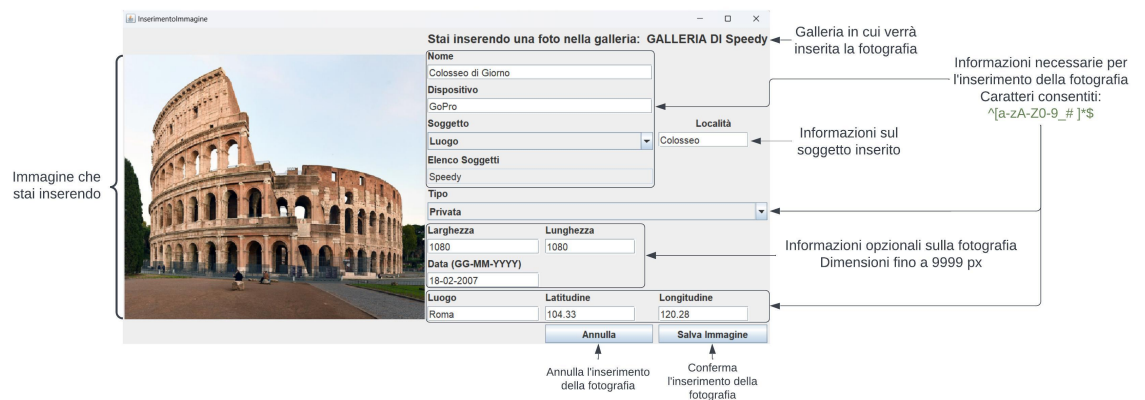 InserimentoImmagine
Stai inserendo una foto nella galleria: GALLERIA DI Speedy
Galleria in cui verrà
inserita la fotografia
Nome
Colosseo di Giorno
Dispositivo
GoPro
Informazioni necessarie per
l'inserimento della fotografia
Caratteri consentiti:
^[a-zA-Z0-9_# ]*$
Soggetto
Località
Luogo
Colosseo
Informazioni sul
soggetto inserito
Elenco Soggetti
Speedy
Immagine che
stai inserendo
Tipo
Privata
Larghezza
Lunghezza
1080
1080
Informazioni opzionali sulla fotografia
Dimensioni fino a 9999 px
Data (GG-MM-YYYY)
18-02-2007
Luogo
Latitudine
Longitudine
Roma
104.33
120.28
Annulla
Salva Immagine
Annulla l'inserimento
della fotografia
Conferma
l'inserimento della
fotografia